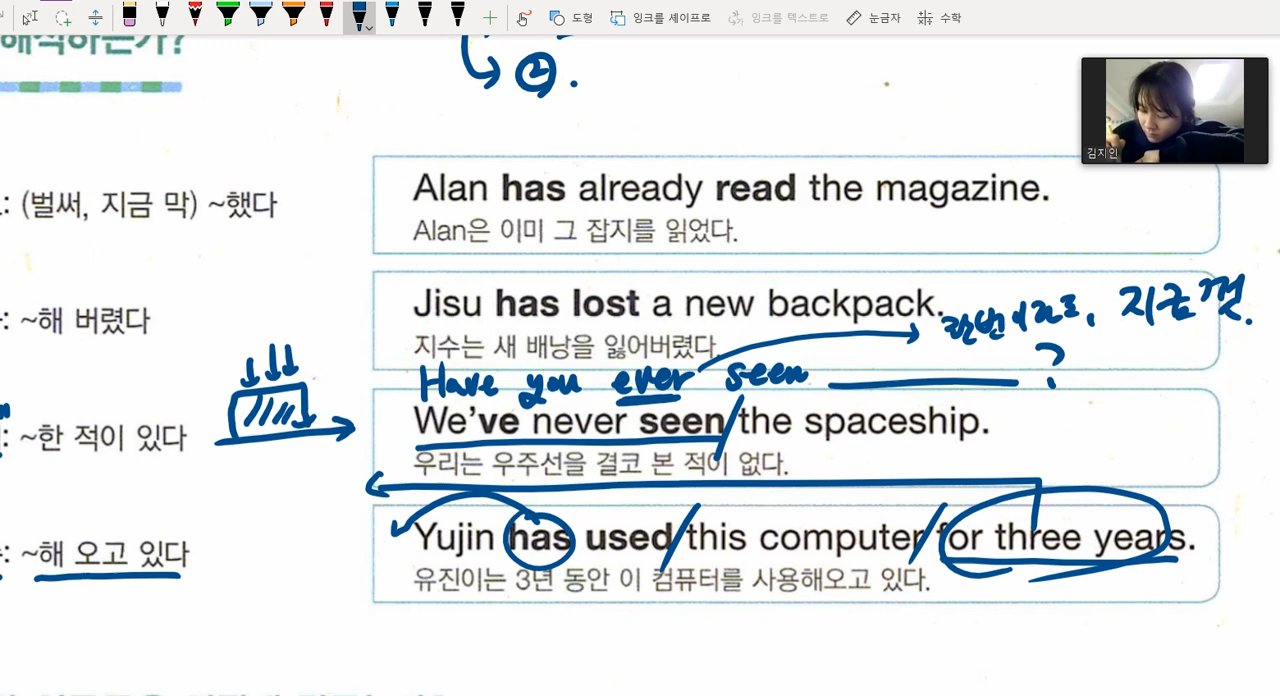 도형 잉크를 셰이프로 잉크를 텍스트로 눈금자 수학
해석하는가?
②.
김지인
: (벌써, 지금 막) ~했다
Alan has already read the magazine.
Alan은 이미 그 잡지를 읽었다.
: ~해 버렸다
Jisu has lost a new backpack.
지수는 새 배낭을 잃어버렸다.
지금껏.
Have you ever seen ?
: ~한 적이 있다
We've never seen the spaceship.
우리는 우주선을 결코 본 적이 없다.
: ~해 오고 있다
Yujin has used this computer for three years.
유진이는 3년 동안 이 컴퓨터를 사용해오고 있다.